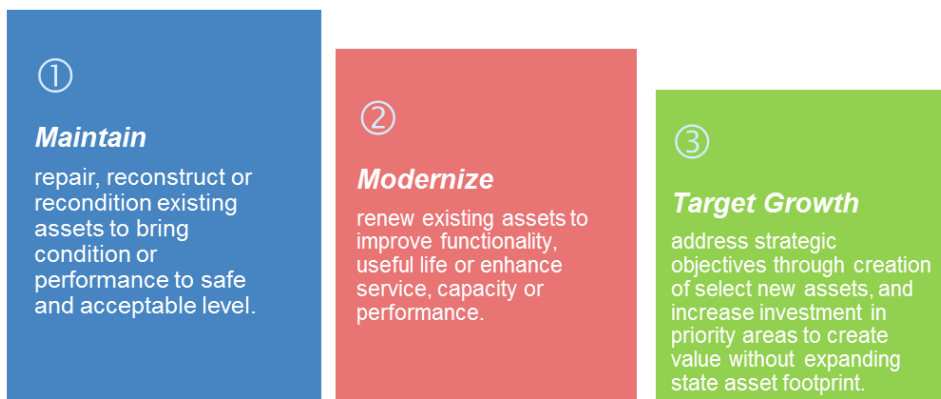 ①
Maintain
repair, reconstruct or
recondition existing
assets to bring
condition or
performance to safe
and acceptable level.
②
Modernize
renew existing assets to
improve functionality,
useful life or enhance
service, capacity or
performance.
③
Target Growth
address strategic
objectives through creation
of select new assets, and
increase investment in
priority areas to create
value without expanding
state asset footprint.